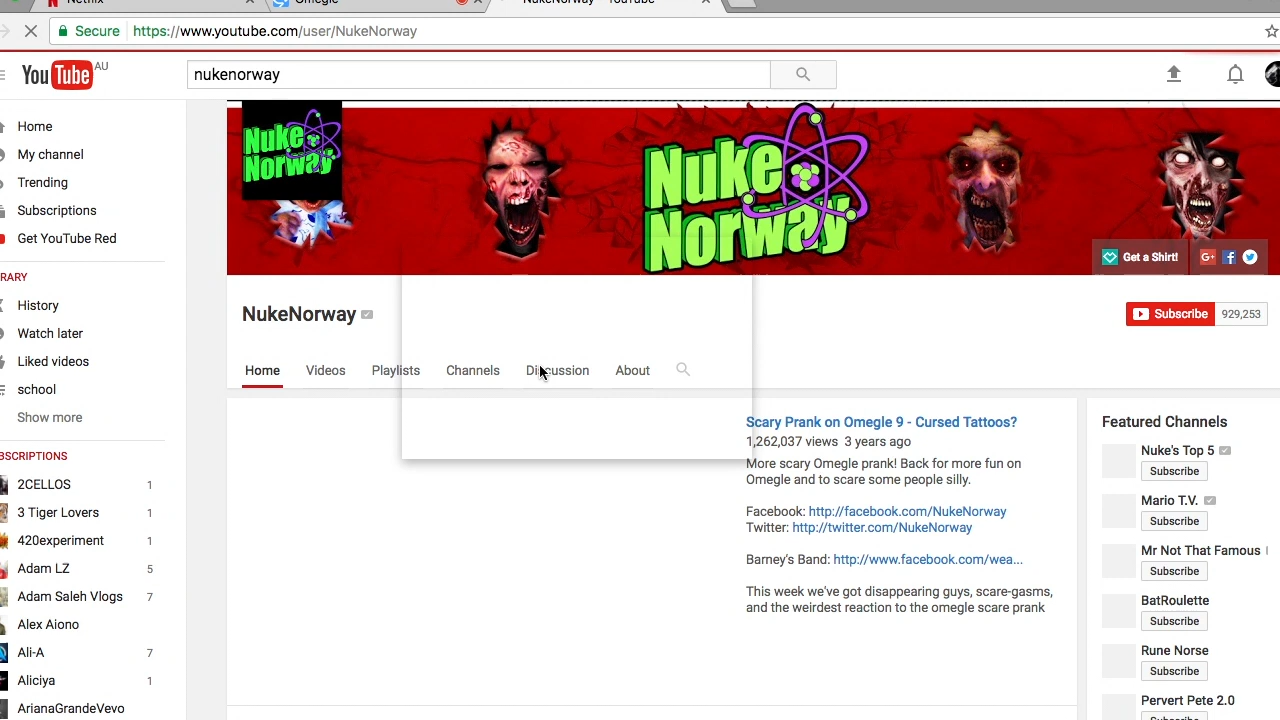 Netflix
Omegle
NukeNorway - YouTube
Secure
https://www.youtube.com/user/NukeNorway
YouTube AU
nukenorway
Home
My channel
Trending
Subscriptions
Get YouTube Red
RARY
History
Watch later
Liked videos
school
Show more
BSCRIPTIONS
2CELLOS 1
3 Tiger Lovers 1
420experiment 1
Adam LZ 5
Adam Saleh Vlogs 7
Alex Aiono
Ali-A 7
Aliciya 1
ArianaGrandeVevo
Nuke
Norway
Nuke
Norway
Get a Shirt!
G+
NukeNorway
Subscribe 929,253
Home Videos Playlists Channels Discussion About
Scary Prank on Omegle 9 - Cursed Tattoos?
1,262,037 views 3 years ago
More scary Omegle prank! Back for more fun on
Omegle and to scare some people silly.
Facebook: http://facebook.com/NukeNorway
Twitter: http://twitter.com/NukeNorway
Barney's Band: http://www.facebook.com/wea...
This week we've got disappearing guys, scare-gasms,
and the weirdest reaction to the omegle scare prank
Featured Channels
Nuke's Top 5
Subscribe
Mario T.V.
Subscribe
Mr Not That Famous
Subscribe
BatRoulette
Subscribe
Rune Norse
Subscribe
Pervert Pete 2.0
Subscribe